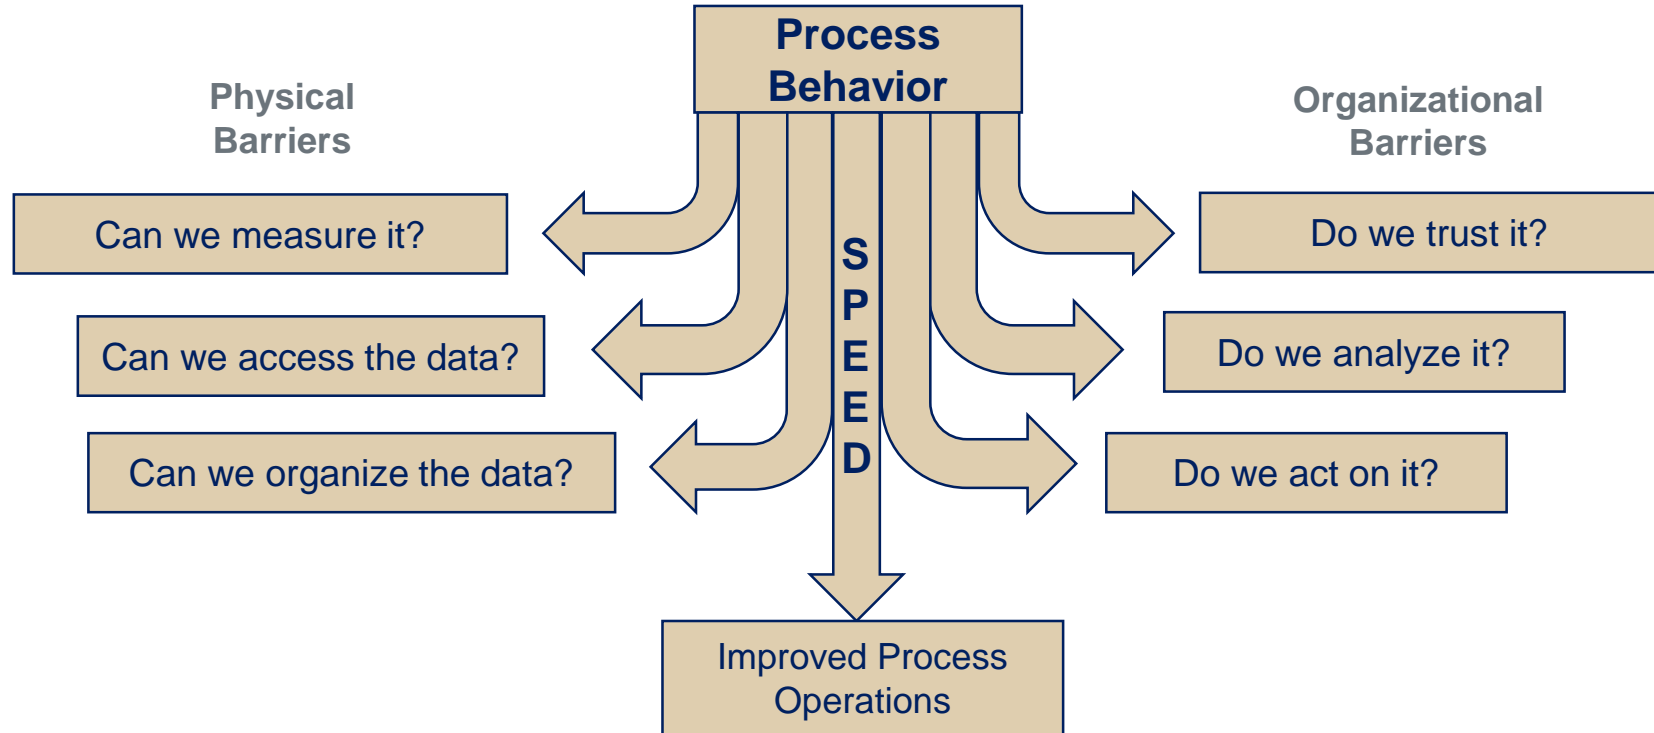 Process
Behavior
Physical
Barriers
Organizational
Barriers
Can we measure it?
Do we trust it?
Can we access the data?
Do we analyze it?
Can we organize the data?
Do we act on it?
S
P
E
E
D
Improved Process
Operations